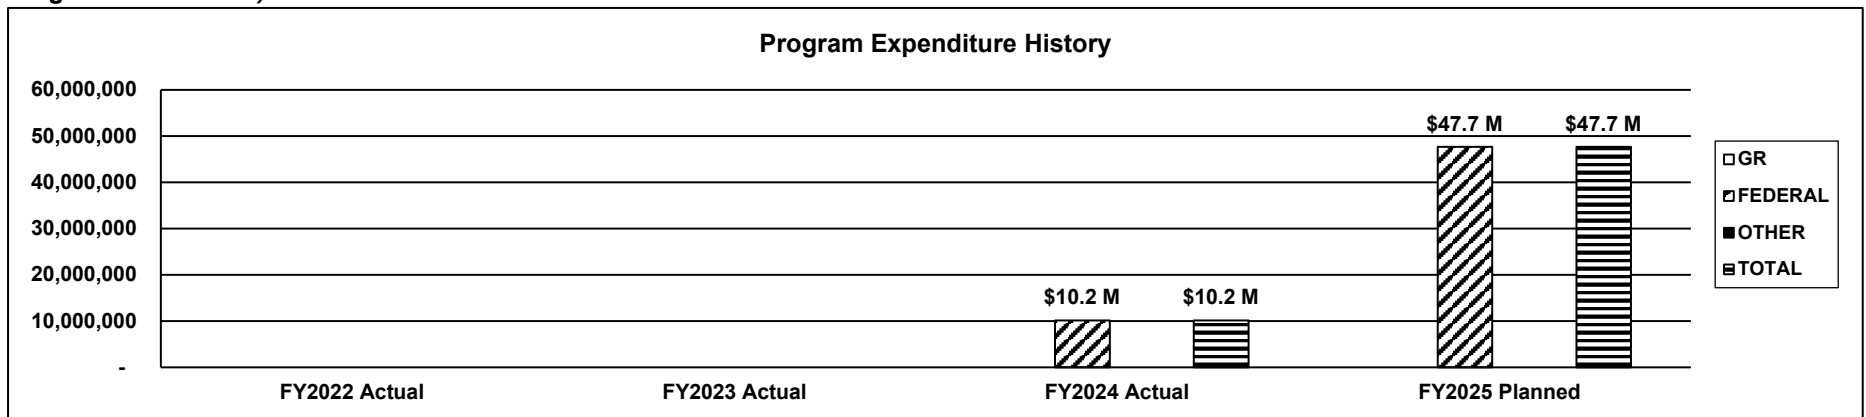 Program Expenditure History
60,000,000
50,000,000
40,000,000
30,000,000
20,000,000
10,000,000
-
$10.2 M
$10.2 M
$47.7 M
$47.7 M
FY2022 Actual
FY2023 Actual
FY2024 Actual
FY2025 Planned
GR
FEDERAL
OTHER
TOTAL